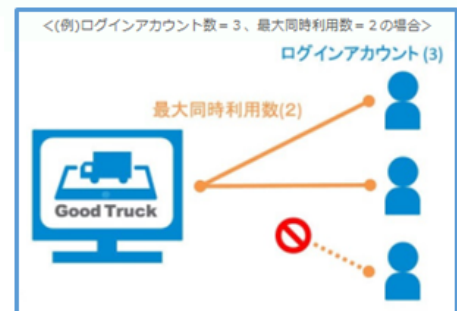 <(例)ログインアカウント数=3、最大同時利用数=2の場合>
ログインアカウント(3)
最大同時利用数(2)
Good Truck